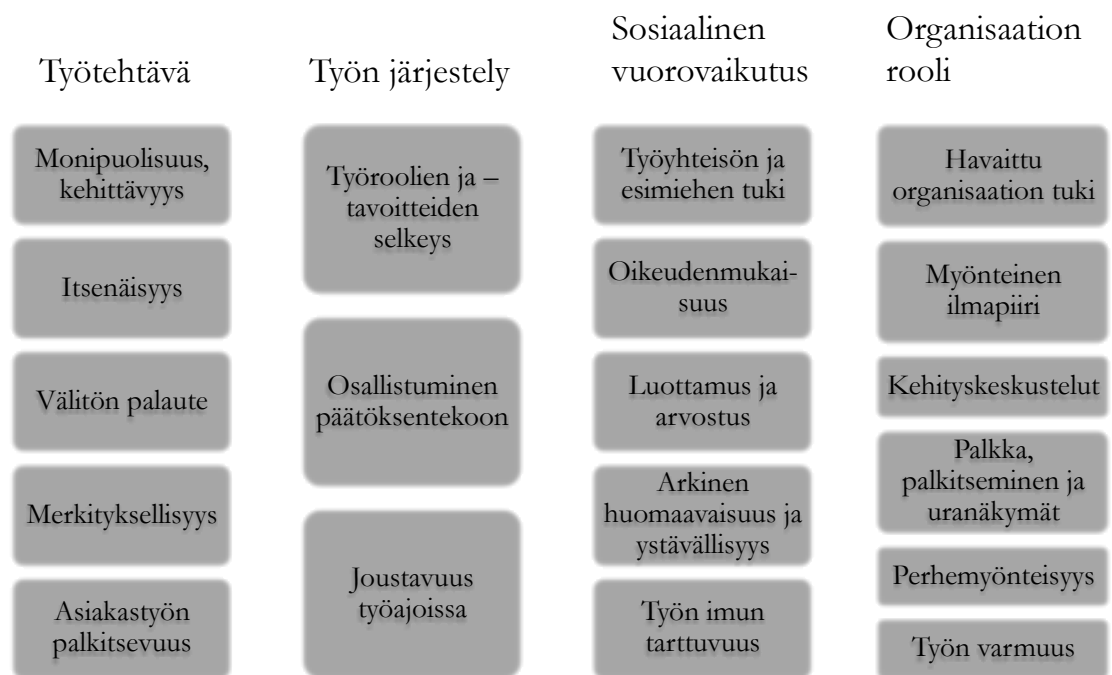 Työtehtävä
Monipuolisuus,
kehittävyys
Itsenäisyys
Välitön palaute
Merkityksellisyys
Asiakastyön
palkitsevuus
Työn järjestely
Työroolien ja –
tavoitteiden
selkeys
Osallistuminen
päätöksentekoon
Joustavuus
työajoissa
Sosiaalinen
vuorovaikutus
Työyhteisön ja
esimiehen tuki
Oikeudenmukai-
suus
Luottamus ja
arvostus
Arkinen
huomaavaisuus ja
ystävällisyys
Työn imun
tarttuvuus
Organisaation
rooli
Havaittu
organisaation tuki
Myönteinen
ilmapiiri
Kehityskeskustelut
Palkka,
palkitseminen ja
uranäkymät
Perhemyönteisyys
Työn varmuus